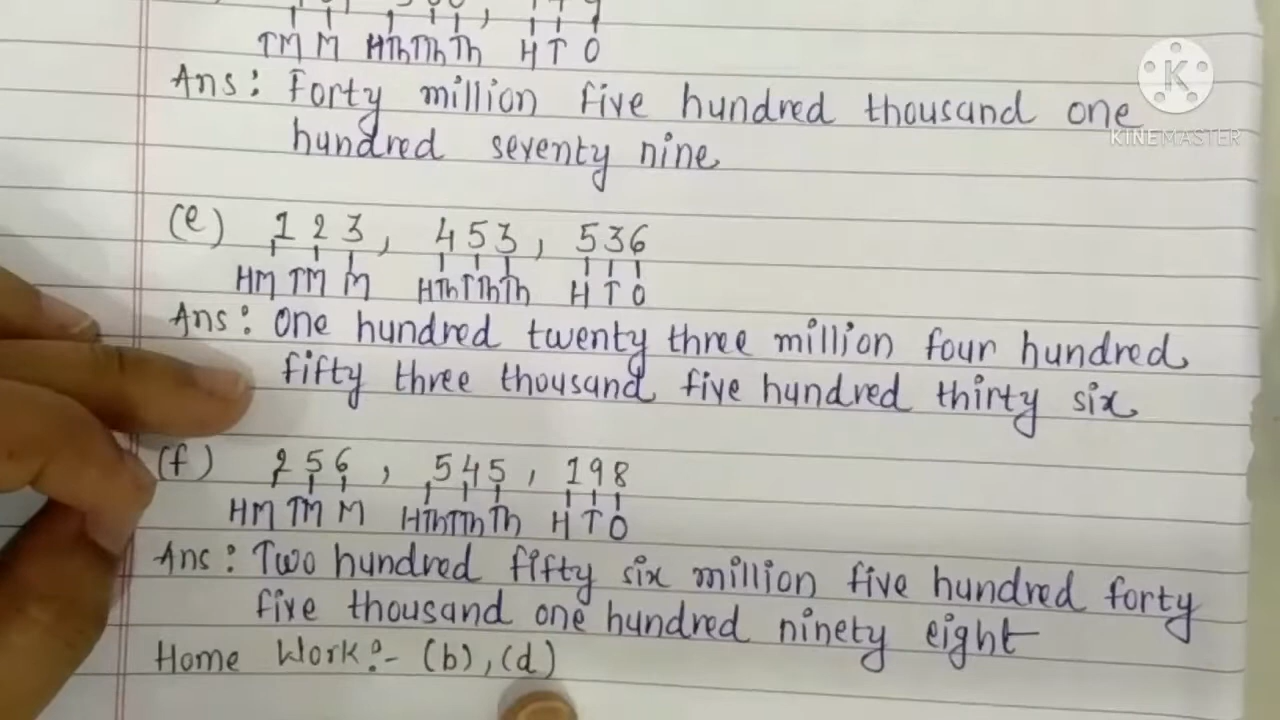 TM M HTh TTh Th H T O
Ans: Forty million five hundred thousand one
hundred seventy nine
(e) 123, 453, 536
HM TM M HTh TTh Th H T O
Ans: One hundred twenty three million four hundred
fifty three thousand five hundred thirty six
(f) 256, 545, 198
HM TM M HTh TTh Th H T O
Ans: Two hundred fifty six million five hundred forty
five thousand one hundred ninety eight
Home Work:- (b), (d)
K
KINEMASTER